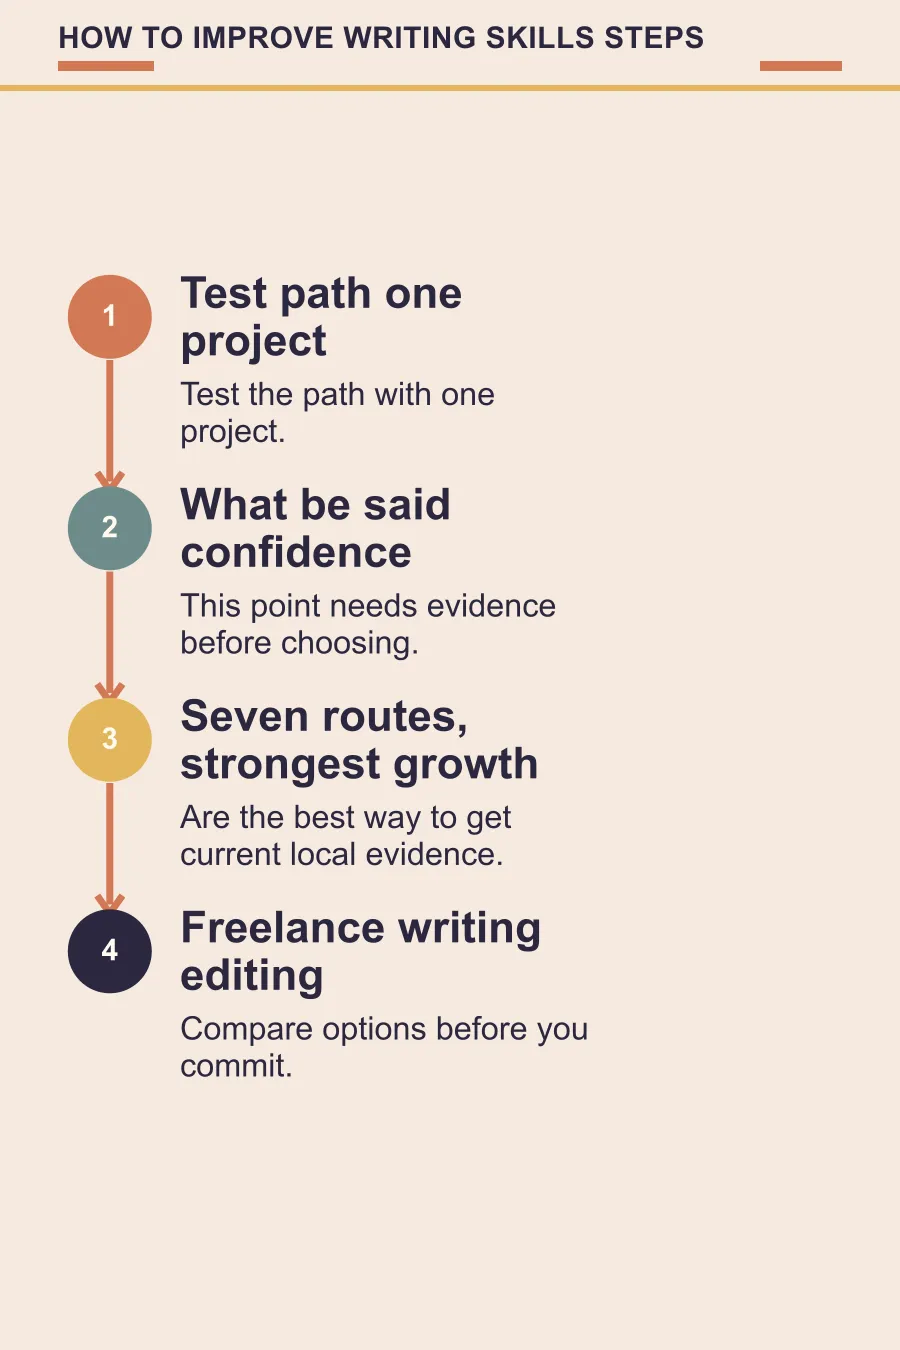 HOW TO IMPROVE WRITING SKILLS STEPS
1
Test path one
project
Test the path with one
project.
2
What be said
confidence
This point needs evidence
before choosing.
3
Seven routes,
strongest growth
Are the best way to get
current local evidence.
4
Freelance writing
editing
Compare options before you
commit.